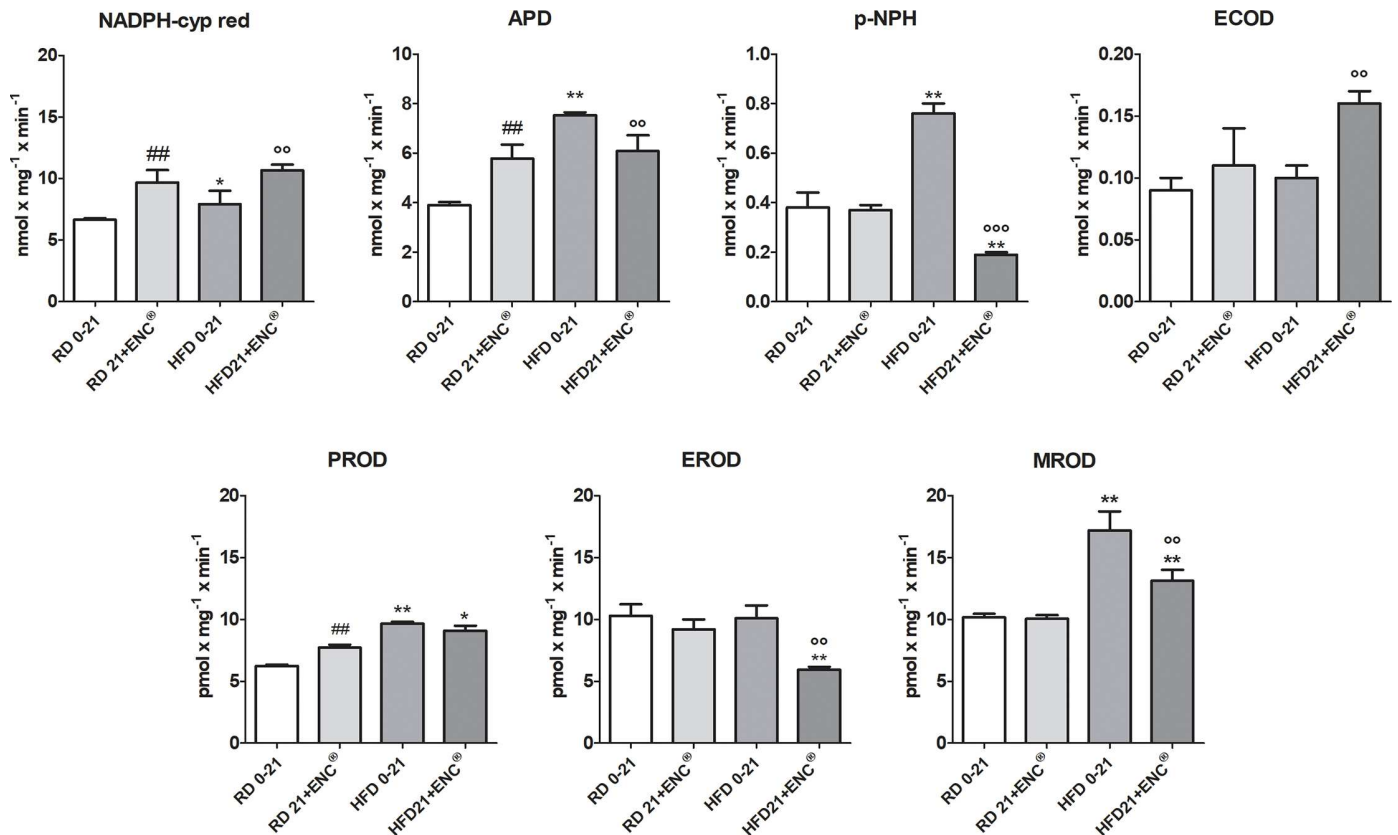 NADPH-cyp red
nmol x mg⁻¹ x min⁻¹
20
15
10
5
0
##
*
°°
RD 0-21
RD 21+ENC®
HFD 0-21
HFD21+ENC®
APD
nmol x mg⁻¹ x min⁻¹
10
8
6
4
2
0
##
**
°°
RD 0-21
RD 21+ENC®
HFD 0-21
HFD21+ENC®
p-NPH
nmol x mg⁻¹ x min⁻¹
1.0
0.8
0.6
0.4
0.2
0.0
**
°°°
**
RD 0-21
RD 21+ENC®
HFD 0-21
HFD21+ENC®
ECOD
nmol x mg⁻¹ x min⁻¹
0.20
0.15
0.10
0.05
0.00
°°
RD 0-21
RD 21+ENC®
HFD 0-21
HFD21+ENC®
PROD
pmol x mg⁻¹ x min⁻¹
20
15
10
5
0
##
**
*
RD 0-21
RD 21+ENC®
HFD 0-21
HFD21+ENC®
EROD
pmol x mg⁻¹ x min⁻¹
20
15
10
5
0
°°
**
RD 0-21
RD 21+ENC®
HFD 0-21
HFD21+ENC®
MROD
pmol x mg⁻¹ x min⁻¹
20
15
10
5
0
**
°°
**
RD 0-21
RD 21+ENC®
HFD 0-21
HFD21+ENC®